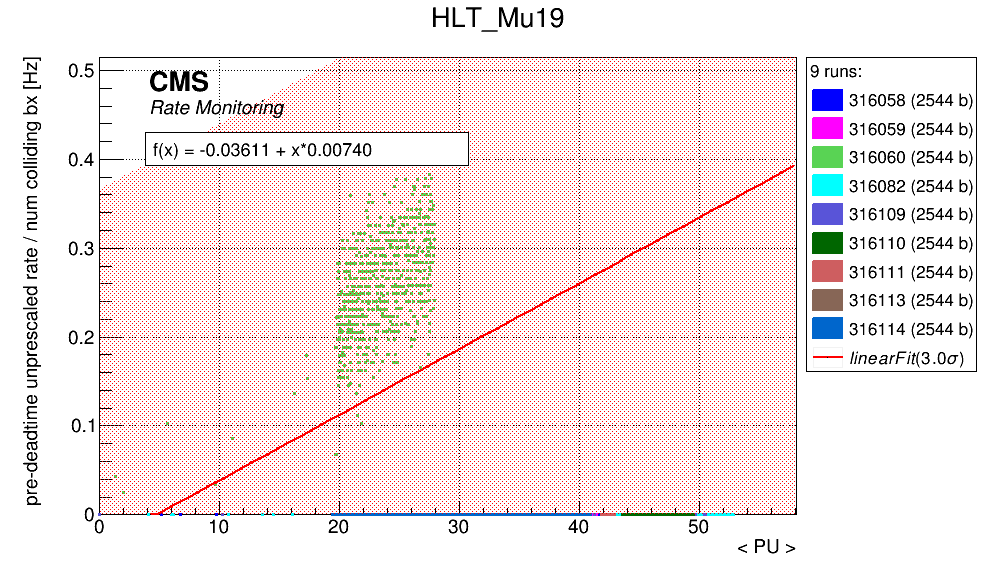 HLT_Mu19
pre-deadtime unprescaled rate / num colliding bx [Hz]
0.5
0.4
0.3
0.2
0.1
0
CMS
Rate Monitoring
f(x) = -0.03611 + x*0.00740
0
10
20
30
40
50
< PU >
9 runs:
316058 (2544 b)
316059 (2544 b)
316060 (2544 b)
316082 (2544 b)
316109 (2544 b)
316110 (2544 b)
316111 (2544 b)
316113 (2544 b)
316114 (2544 b)
linearFit(3.0σ)